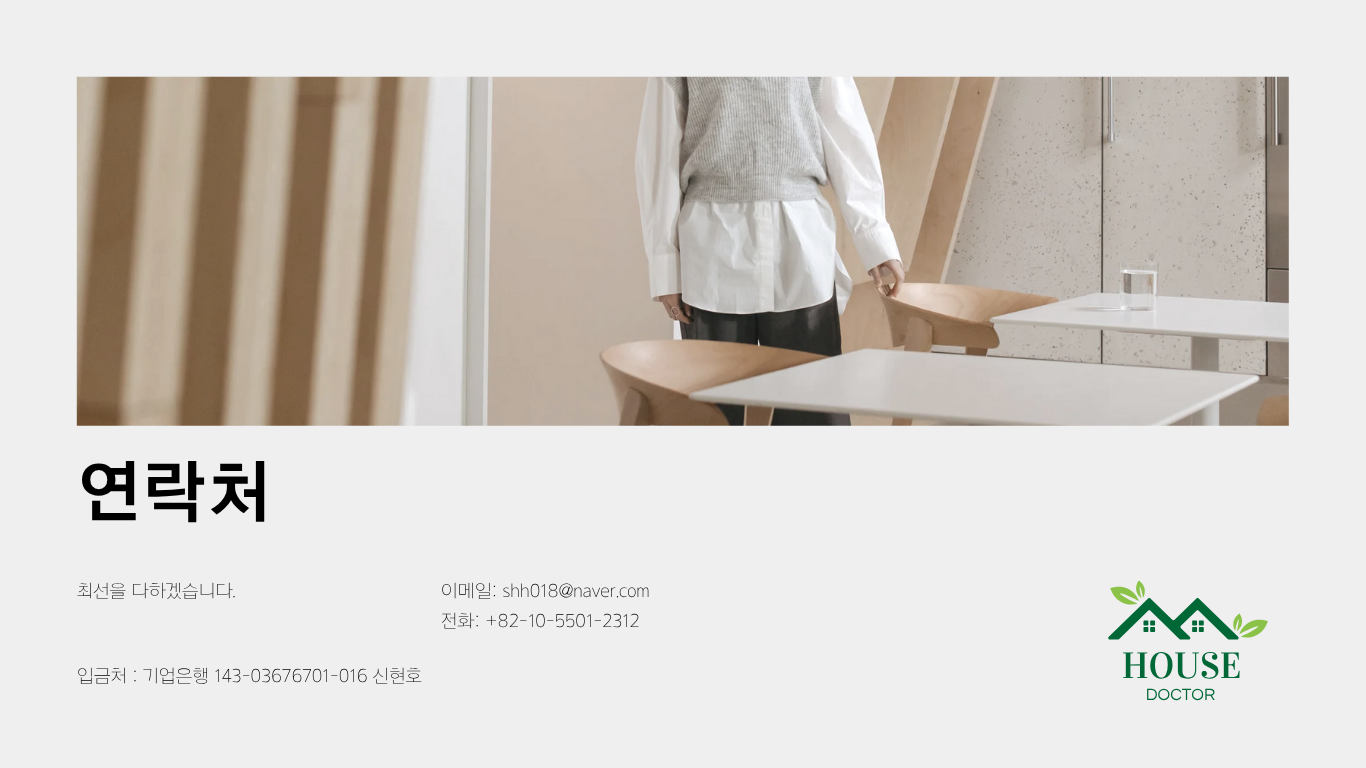 연락처
최선을 다하겠습니다.
이메일: shh018@naver.com
전화: +82-10-5501-2312
입금처 : 기업은행 143-03676701-016 신현호
HOUSE
DOCTOR